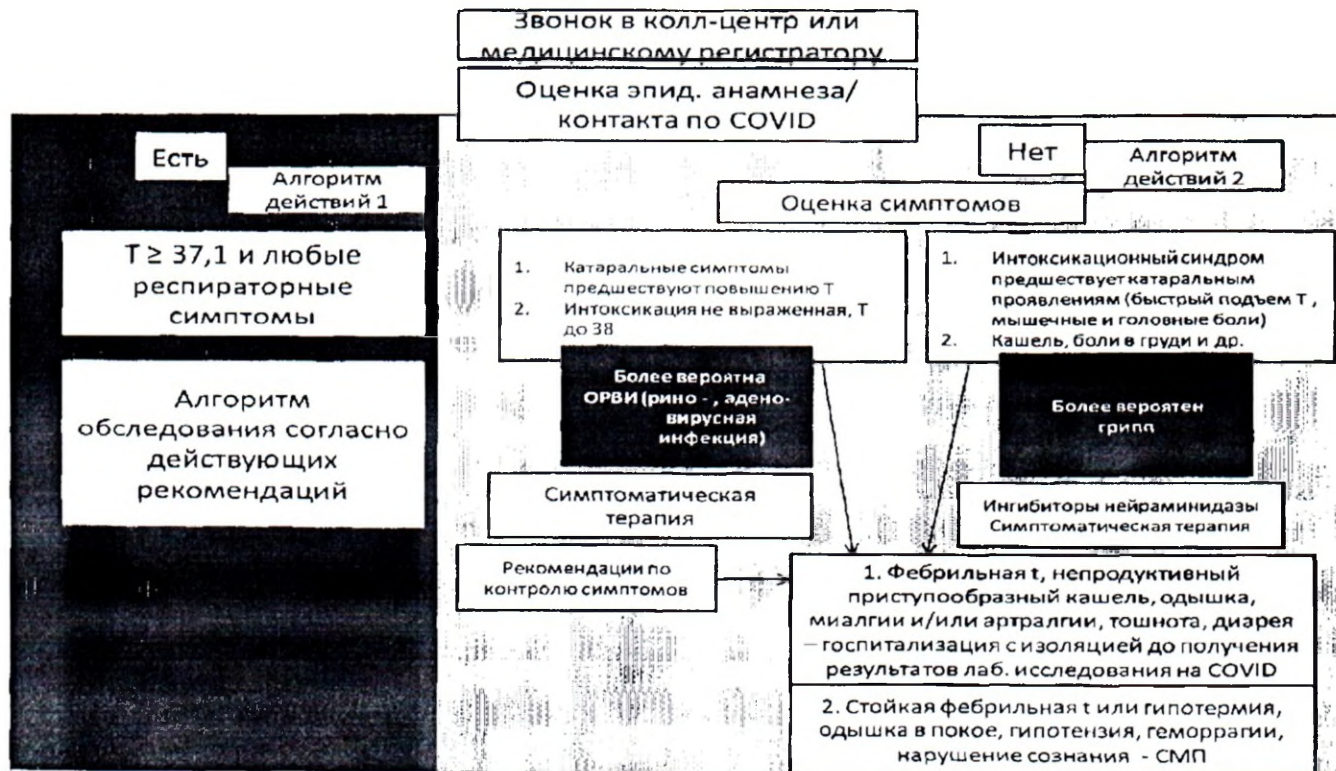 Звонок в колл-центр или
медицинскому регистратору
Оценка эпид. анамнеза/
контакта по COVID
Есть
Алгоритм
действий 1
T ≥ 37,1 и любые
респираторные
симптомы
Алгоритм
обследования согласно
действующих
рекомендаций
Нет
Алгоритм
действий 2
Оценка симптомов
1. Катаральные симптомы
предшествуют повышению Т
2. Интоксикация не выраженная, Т
до 38
Более вероятна
ОРВИ (рино - , адено-
вирусная
инфекция)
Симптоматическая
терапия
Рекомендации по
контролю симптомов
1. Интоксикационный синдром
предшествует катаральным
проявлениям (быстрый подъем Т ,
мышечные и головные боли)
2. Кашель, боли в груди и др.
Более вероятен
грипп
Ингибиторы нейраминидазы
Симптоматическая терапия
1. Фебрильная t, непродуктивный
приступообразный кашель, одышка,
миалгии и/или артралгии, тошнота, диарея
– госпитализация с изоляцией до получения
результатов лаб. исследования на COVID
2. Стойкая фебрильная t или гипотермия,
одышка в покое, гипотензия, геморрагии,
нарушение сознания - СМП